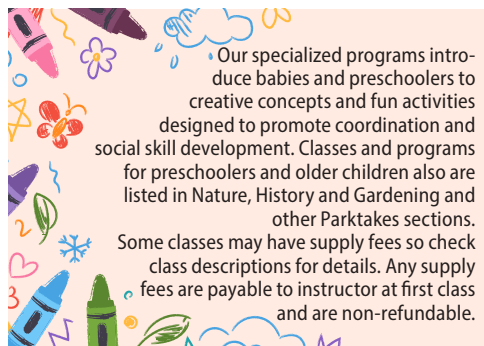 Our specialized programs intro-
duce babies and preschoolers to
creative concepts and fun activities
designed to promote coordination and
social skill development. Classes and programs
for preschoolers and older children also are
listed in Nature, History and Gardening and
other Parktakes sections.
Some classes may have supply fees so check
class descriptions for details. Any supply
fees are payable to instructor at first class
and are non-refundable.
2
3